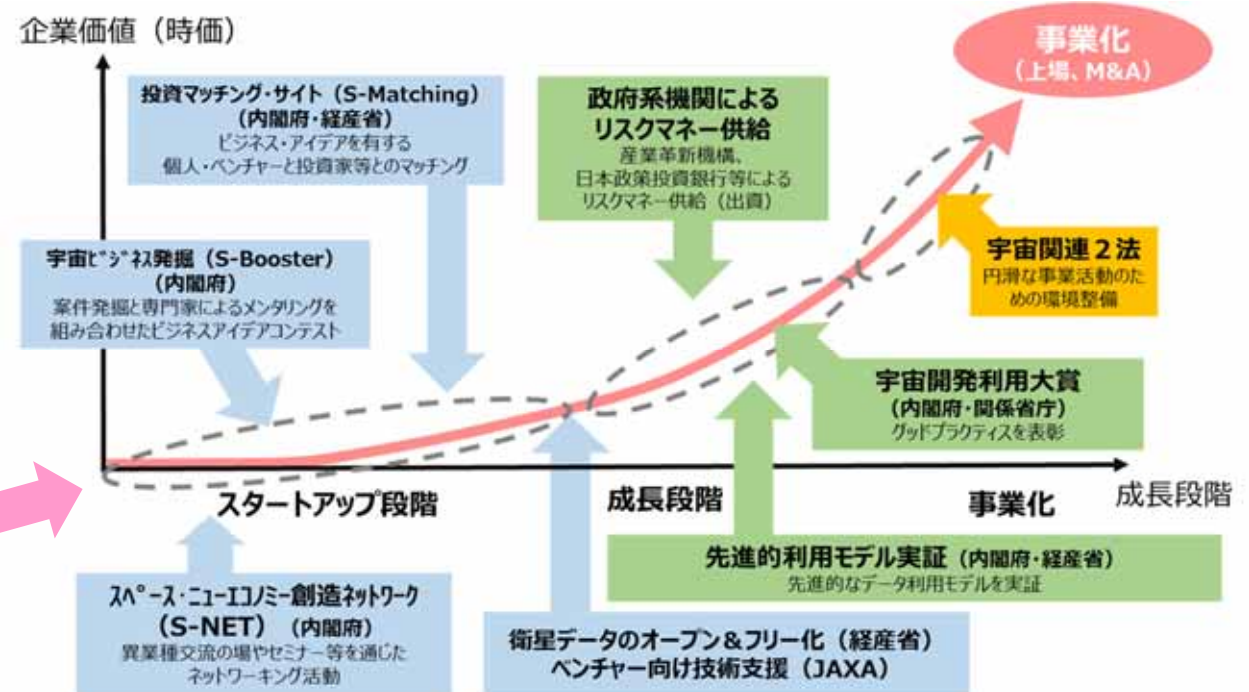 企業価値（時価）
事業化
（上場、M&A）
投資マッチング・サイト（S-Matching）
（内閣府・経産省）
ビジネス・アイデアを有する
個人・ベンチャーと投資家等とのマッチング
政府系機関による
リスクマネー供給
産業革新機構、
日本政策投資銀行等による
リスクマネー供給（出資）
宇宙ﾋﾞｼﾞﾈｽ発掘（S-Booster）
（内閣府）
案件発掘と専門家によるメンタリングを
組み合わせたビジネスアイデアコンテスト
宇宙関連２法
円滑な事業活動のた
めの環境整備
宇宙開発利用大賞
（内閣府・関係省庁）
グッドプラクティスを表彰
スタートアップ段階
成長段階
事業化
成長段階
先進的利用モデル実証（内閣府・経産省）
先進的なデータ利用モデルを実証
ｽﾍﾟｰｽ・ﾆｭｰｴｺﾉﾐｰ創造ﾈｯﾄﾜｰｸ
（S-NET）（内閣府）
異業種交流の場やセミナー等を通じた
ネットワーキング活動
衛星データのオープン＆フリー化（経産省）
ベンチャー向け技術支援（JAXA）